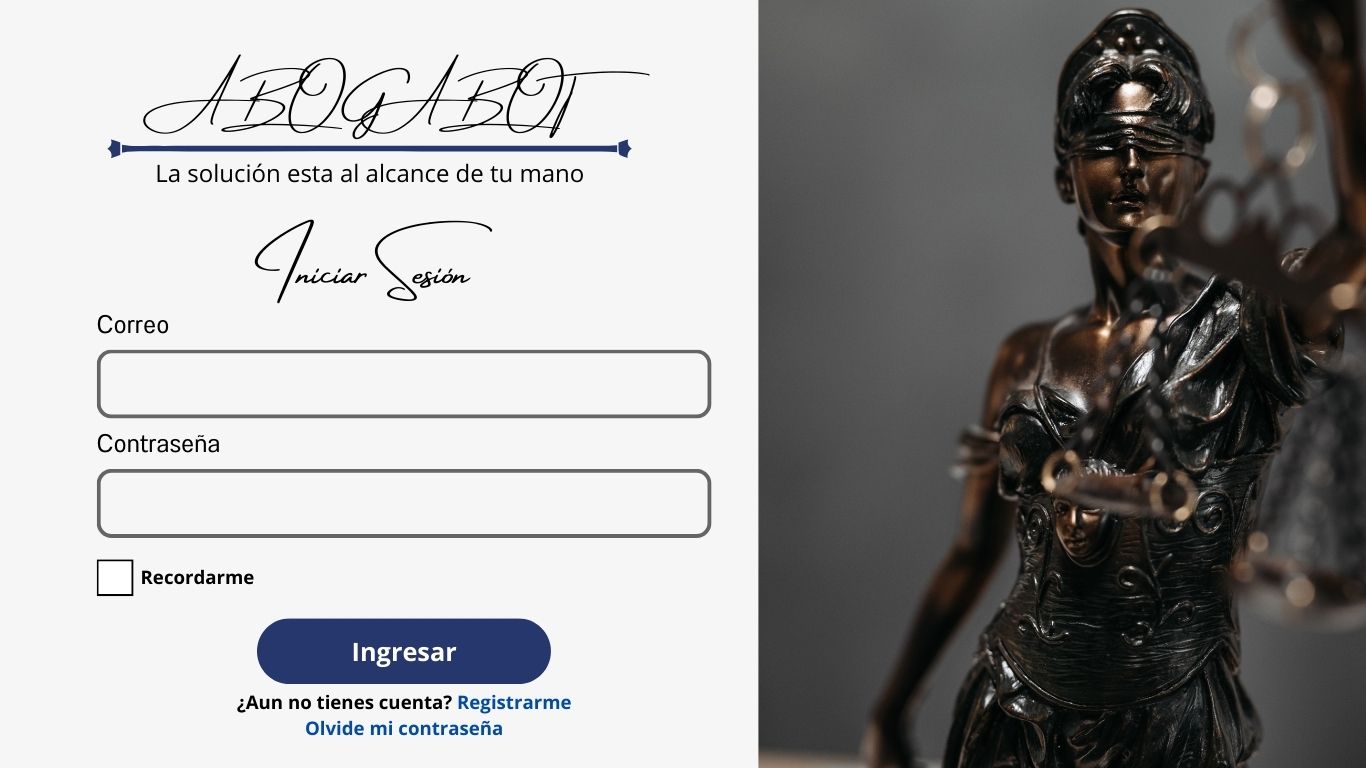 ABOGABOT
La solución esta al alcance de tu mano
Iniciar Sesión
Correo
Contraseña
Recordarme
Ingresar
¿Aun no tienes cuenta? Registrarme
Olvide mi contraseña